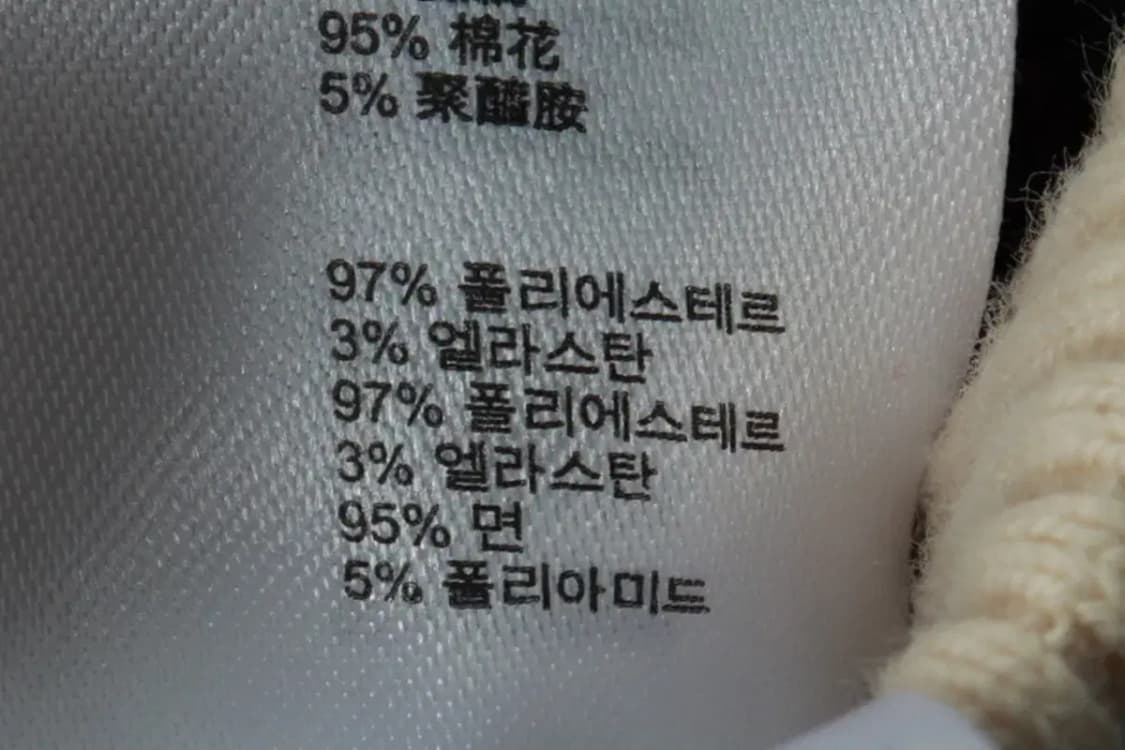 95% 棉花
5% 聚醯胺
97% 폴리에스테르
3% 엘라스탄
97% 폴리에스테르
3% 엘라스탄
95% 면
5% 폴리아미드